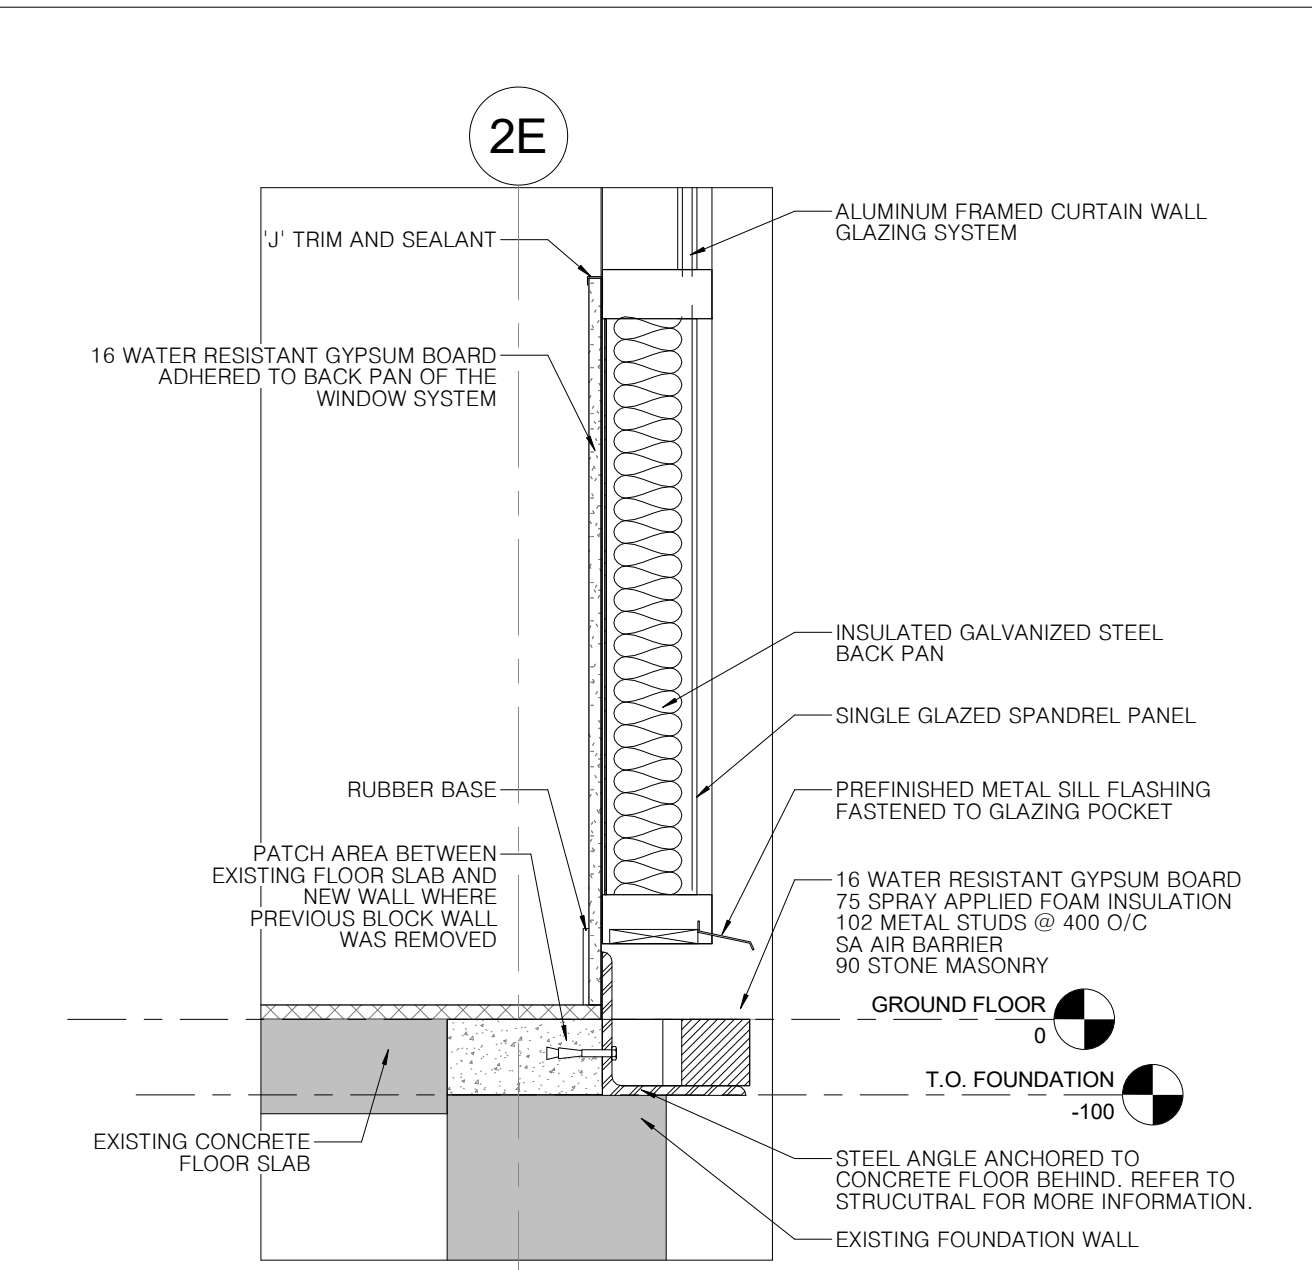 2E
'J' TRIM AND SEALANT
16 WATER RESISTANT GYPSUM BOARD
ADHERED TO BACK PAN OF THE
WINDOW SYSTEM
RUBBER BASE
PATCH AREA BETWEEN
EXISTING FLOOR SLAB AND
NEW WALL WHERE
PREVIOUS BLOCK WALL
WAS REMOVED
EXISTING CONCRETE
FLOOR SLAB
ALUMINUM FRAMED CURTAIN WALL
GLAZING SYSTEM
INSULATED GALVANIZED STEEL
BACK PAN
SINGLE GLAZED SPANDREL PANEL
PREFINISHED METAL SILL FLASHING
FASTENED TO GLAZING POCKET
16 WATER RESISTANT GYPSUM BOARD
75 SPRAY APPLIED FOAM INSULATION
102 METAL STUDS @ 400 O/C
SA AIR BARRIER
90 STONE MASONRY
GROUND FLOOR
0
T.O. FOUNDATION
-100
STEEL ANGLE ANCHORED TO
CONCRETE FLOOR BEHIND. REFER TO
STRUCUTRAL FOR MORE INFORMATION.
EXISTING FOUNDATION WALL